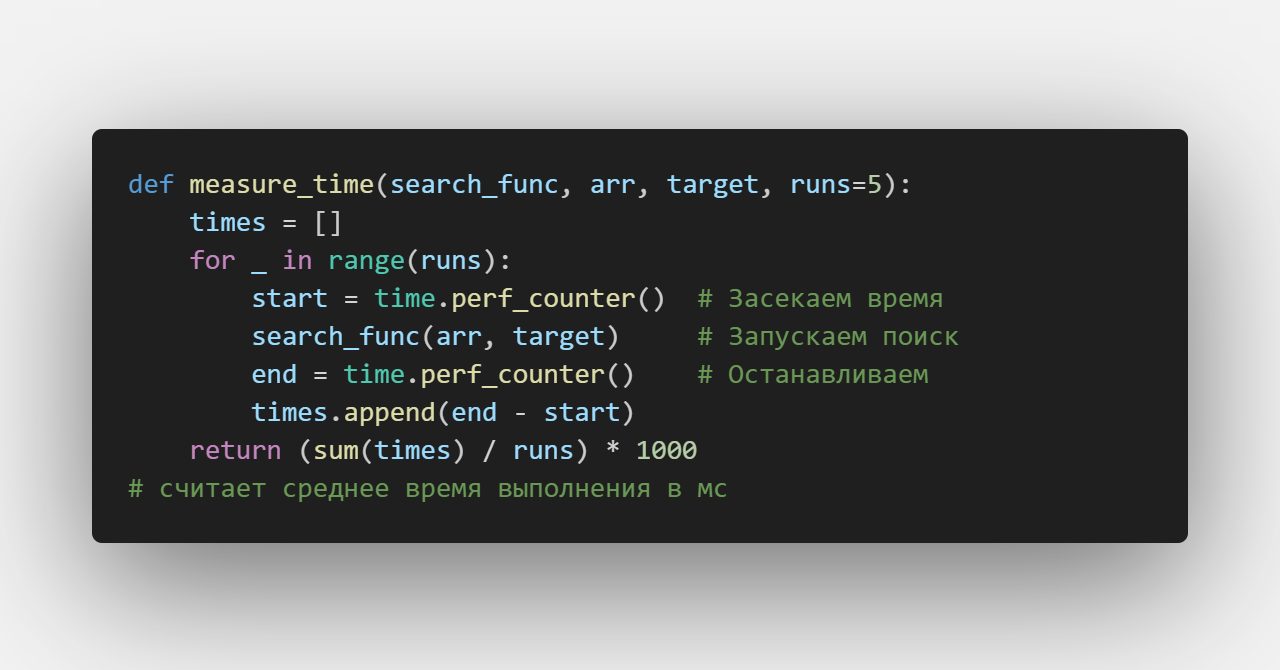 def measure_time(search_func, arr, target, runs=5):
    times = []
    for _ in range(runs):
        start = time.perf_counter()  # Засекаем время
        search_func(arr, target)     # Запускаем поиск
        end = time.perf_counter()    # Останавливаем
        times.append(end - start)
    return (sum(times) / runs) * 1000
# считает среднее время выполнения в мс